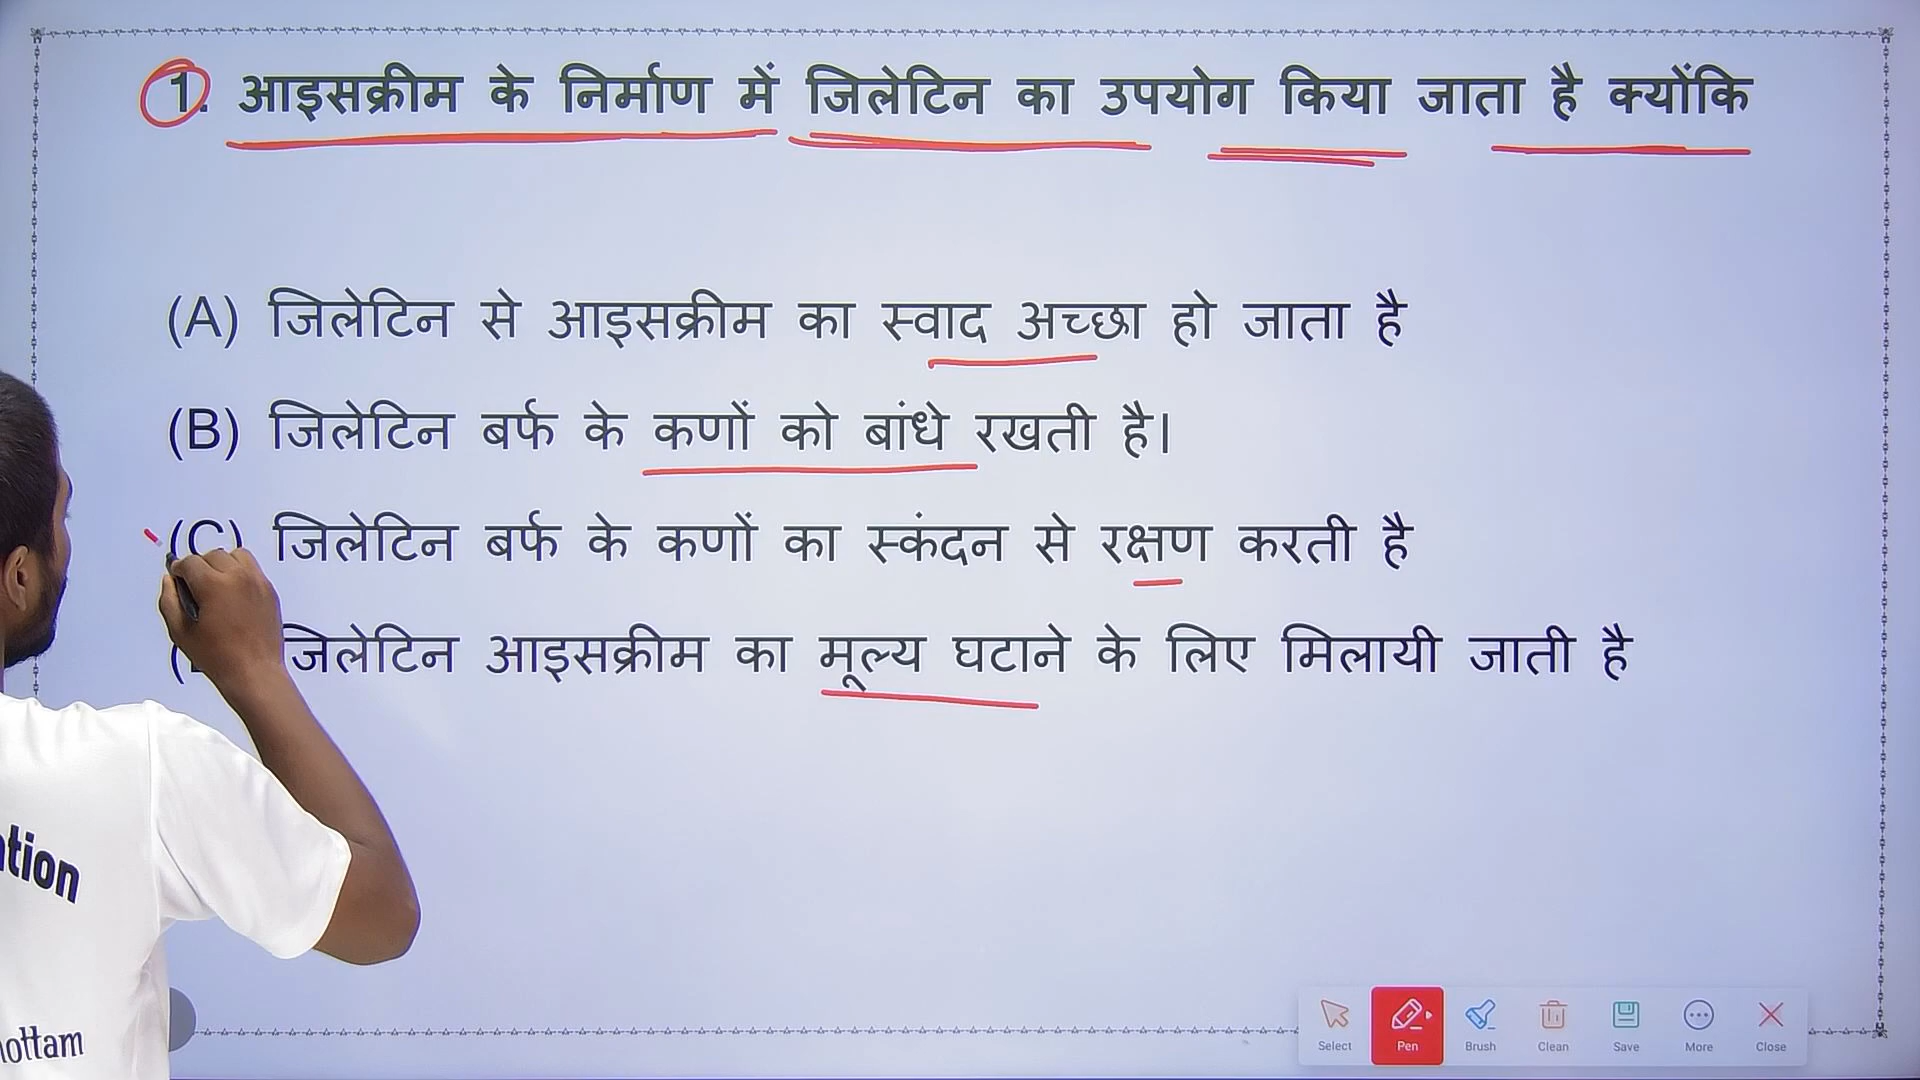 1. आइसक्रीम के निर्माण में जिलेटिन का उपयोग किया जाता है क्योंकि
(A) जिलेटिन से आइसक्रीम का स्वाद अच्छा हो जाता है
(B) जिलेटिन बर्फ के कणों को बांधे रखती है।
(C) जिलेटिन बर्फ के कणों का स्कंदन से रक्षण करती है
जिलेटिन आइसक्रीम का मूल्य घटाने के लिए मिलायी जाती है
Select Pen Brush Clean Save More Close